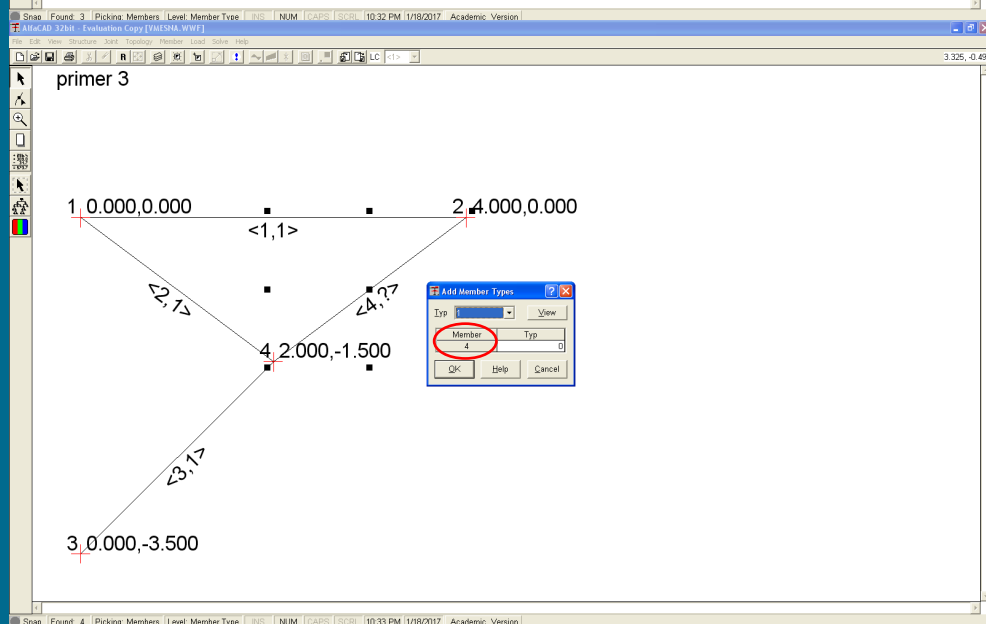 Snap Found: 3 Picking: Members Level: Member Type INS NUM CAPS SCRL 10:32 PM 1/18/2017 Academic Version
AlfaCAD 32bit - Evaluation Copy [VMESNA.WWF]
File Edit View Structure Joint Topology Member Load Solve Help
R LC <1> 3.325, -0.49
primer 3
1 0.000,0.000
2 4.000,0.000
<1,1>
<2,1>
<4,?>
Add Member Types
Typ 1 View
Member Typ
4 0
OK Help Cancel
4 2.000,-1.500
<3,1>
3 0.000,-3.500
Snap Found: 4 Picking: Members Level: Member Type INS NUM CAPS SCRL 10:33 PM 1/18/2017 Academic Version